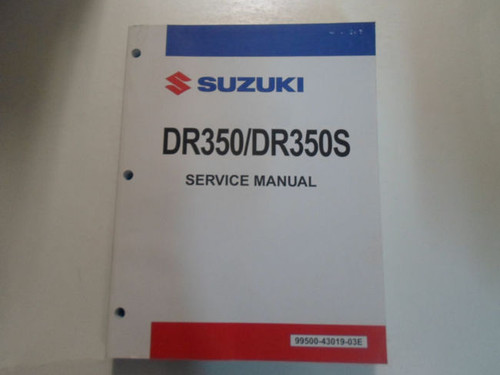 SUZUKI
DR350/DR350S
SERVICE MANUAL
99500-43019-03E